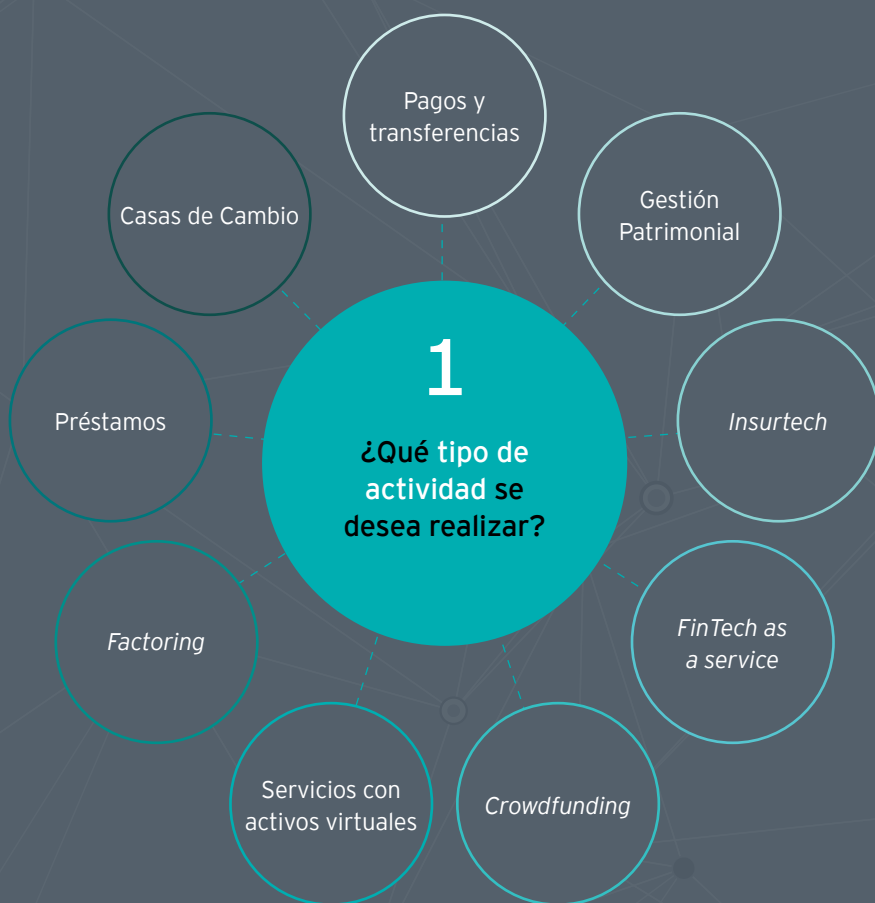 Pagos y
transferencias
Gestión
Patrimonial
Casas de Cambio
1
¿Qué tipo de
actividad se
desea realizar?
Préstamos
Insurtech
Factoring
FinTech as
a service
Servicios con
activos virtuales
Crowdfunding